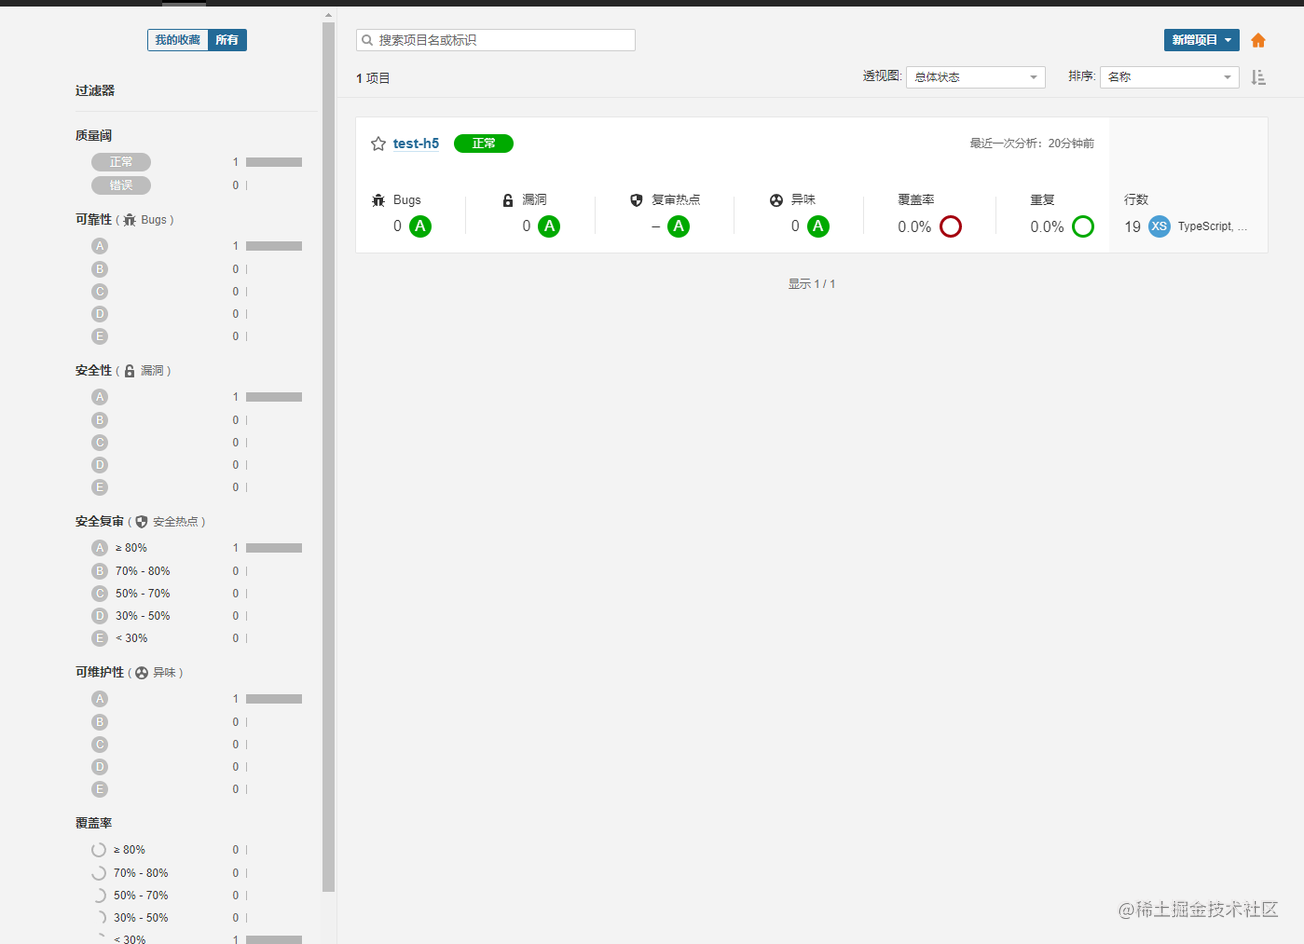 我的收藏 所有
过滤器
质量阈
正常 1
错误 0
可靠性 ( Bugs )
A 1
B 0
C 0
D 0
E 0
安全性 ( 漏洞 )
A 1
B 0
C 0
D 0
E 0
安全复审 ( 安全热点 )
A ≥ 80% 1
B 70% - 80% 0
C 50% - 70% 0
D 30% - 50% 0
E < 30% 0
可维护性 ( 异味 )
A 1
B 0
C 0
D 0
E 0
覆盖率
≥ 80% 0
70% - 80% 0
50% - 70% 0
30% - 50% 0
< 30% 1
搜索项目名或标识
新增项目
1 项目
透视图: 总体状态 排序: 名称
test-h5 正常 最近一次分析: 20分钟前
Bugs 漏洞 复审热点 异味 覆盖率 重复 行数
0 A 0 A – A 0 A 0.0% 0.0% 19 XS TypeScript, ...
显示 1 / 1
@稀土掘金技术社区